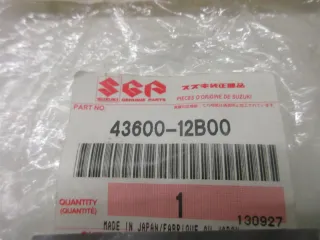 SGP
スズキ純正部品
SUZUKI GENUINE PARTS
PIECES D'ORIGINE DE SUZUKI
PART NO.
43600-12B00
QUANTITY
(QUANTITÉ)
1
130927
MADE IN JAPAN/FABRIQUE AU JAPON